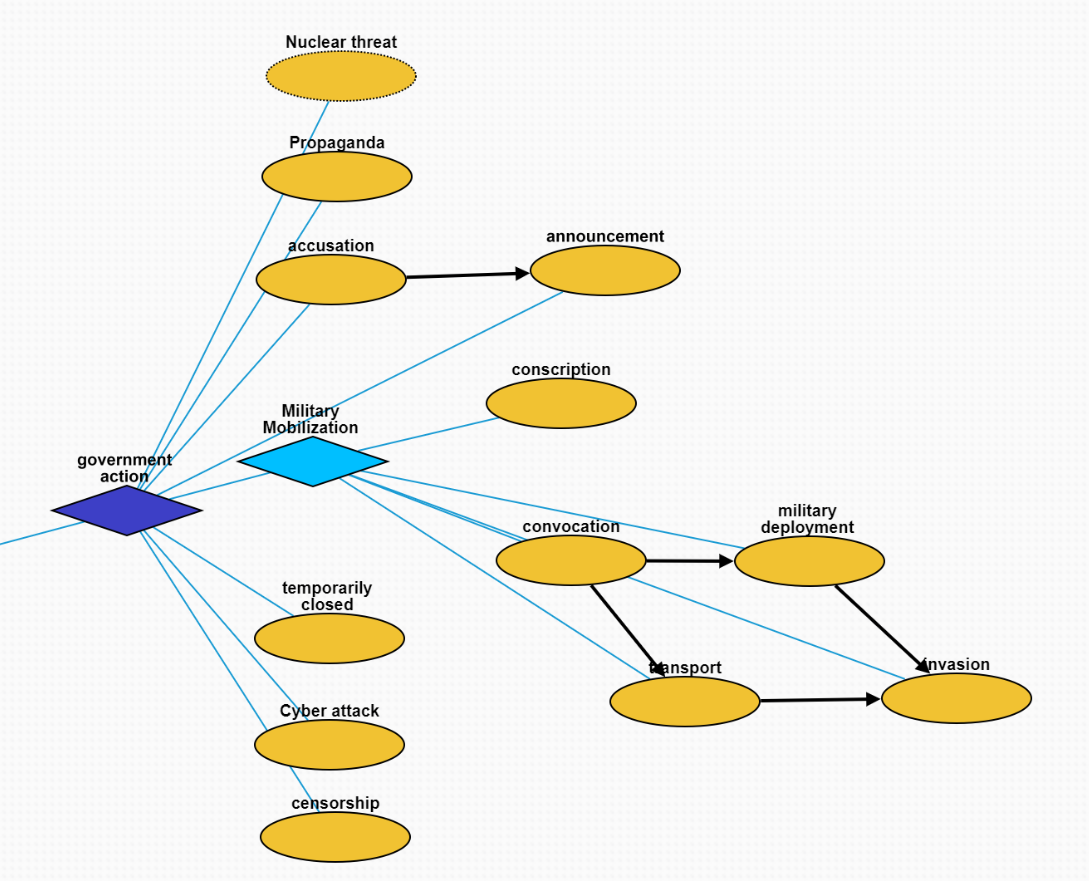 Nuclear threat
Propaganda
accusation
announcement
conscription
Military
Mobilization
government
action
convocation
military
deployment
temporarily
closed
transport
invasion
Cyber attack
censorship